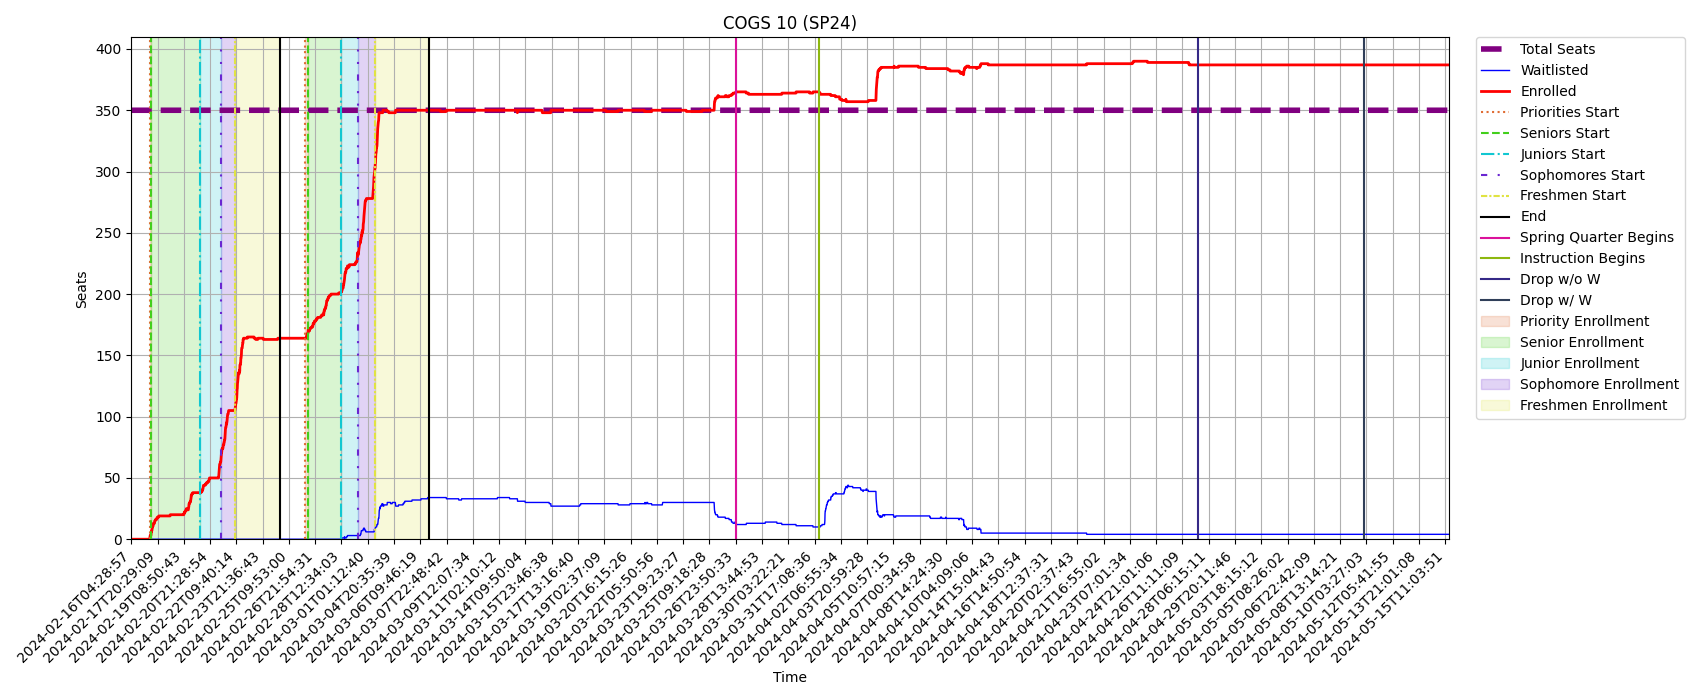 COGS 10 (SP24)
400
350
300
250
200
150
100
50
0
Seats
2024-02-16T04:28:57
2024-02-17T20:29:09
2024-02-19T08:50:43
2024-02-20T21:28:54
2024-02-22T09:40:14
2024-02-23T21:36:43
2024-02-25T09:53:00
2024-02-26T21:54:31
2024-02-28T12:34:03
2024-03-01T01:12:40
2024-03-04T20:35:39
2024-03-06T09:46:19
2024-03-07T22:48:42
2024-03-09T12:07:34
2024-03-11T02:10:12
2024-03-14T09:50:04
2024-03-15T23:46:38
2024-03-17T13:16:40
2024-03-19T02:37:09
2024-03-20T16:15:26
2024-03-22T05:50:56
2024-03-23T19:23:27
2024-03-25T09:18:28
2024-03-26T23:50:33
2024-03-28T13:44:53
2024-03-30T03:22:21
2024-03-31T17:08:36
2024-04-02T06:55:34
2024-04-03T20:59:28
2024-04-05T10:57:15
2024-04-07T00:34:58
2024-04-08T14:24:30
2024-04-10T04:09:06
2024-04-14T15:04:43
2024-04-16T14:50:54
2024-04-18T12:37:31
2024-04-20T02:37:43
2024-04-21T16:55:02
2024-04-23T07:01:34
2024-04-24T21:01:06
2024-04-26T11:11:09
2024-04-28T06:15:11
2024-04-29T20:11:46
2024-05-03T18:15:12
2024-05-05T08:26:02
2024-05-06T22:42:09
2024-05-08T13:14:22
2024-05-10T03:27:03
2024-05-12T05:41:55
2024-05-13T21:01:08
2024-05-15T11:03:51
Time
Total Seats
Waitlisted
Enrolled
Priorities Start
Seniors Start
Juniors Start
Sophomores Start
Freshmen Start
End
Spring Quarter Begins
Instruction Begins
Drop w/o W
Drop w/ W
Priority Enrollment
Senior Enrollment
Junior Enrollment
Sophomore Enrollment
Freshmen Enrollment